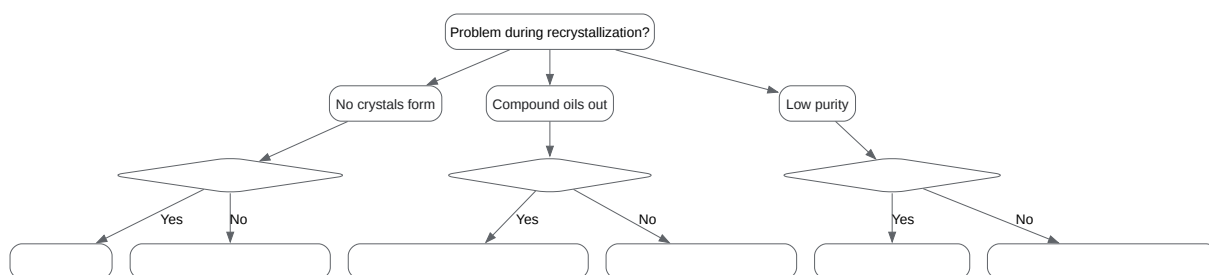 Problem during recrystallization?
No crystals form
Compound oils out
Low purity
Yes
No
Yes
No
Yes
No